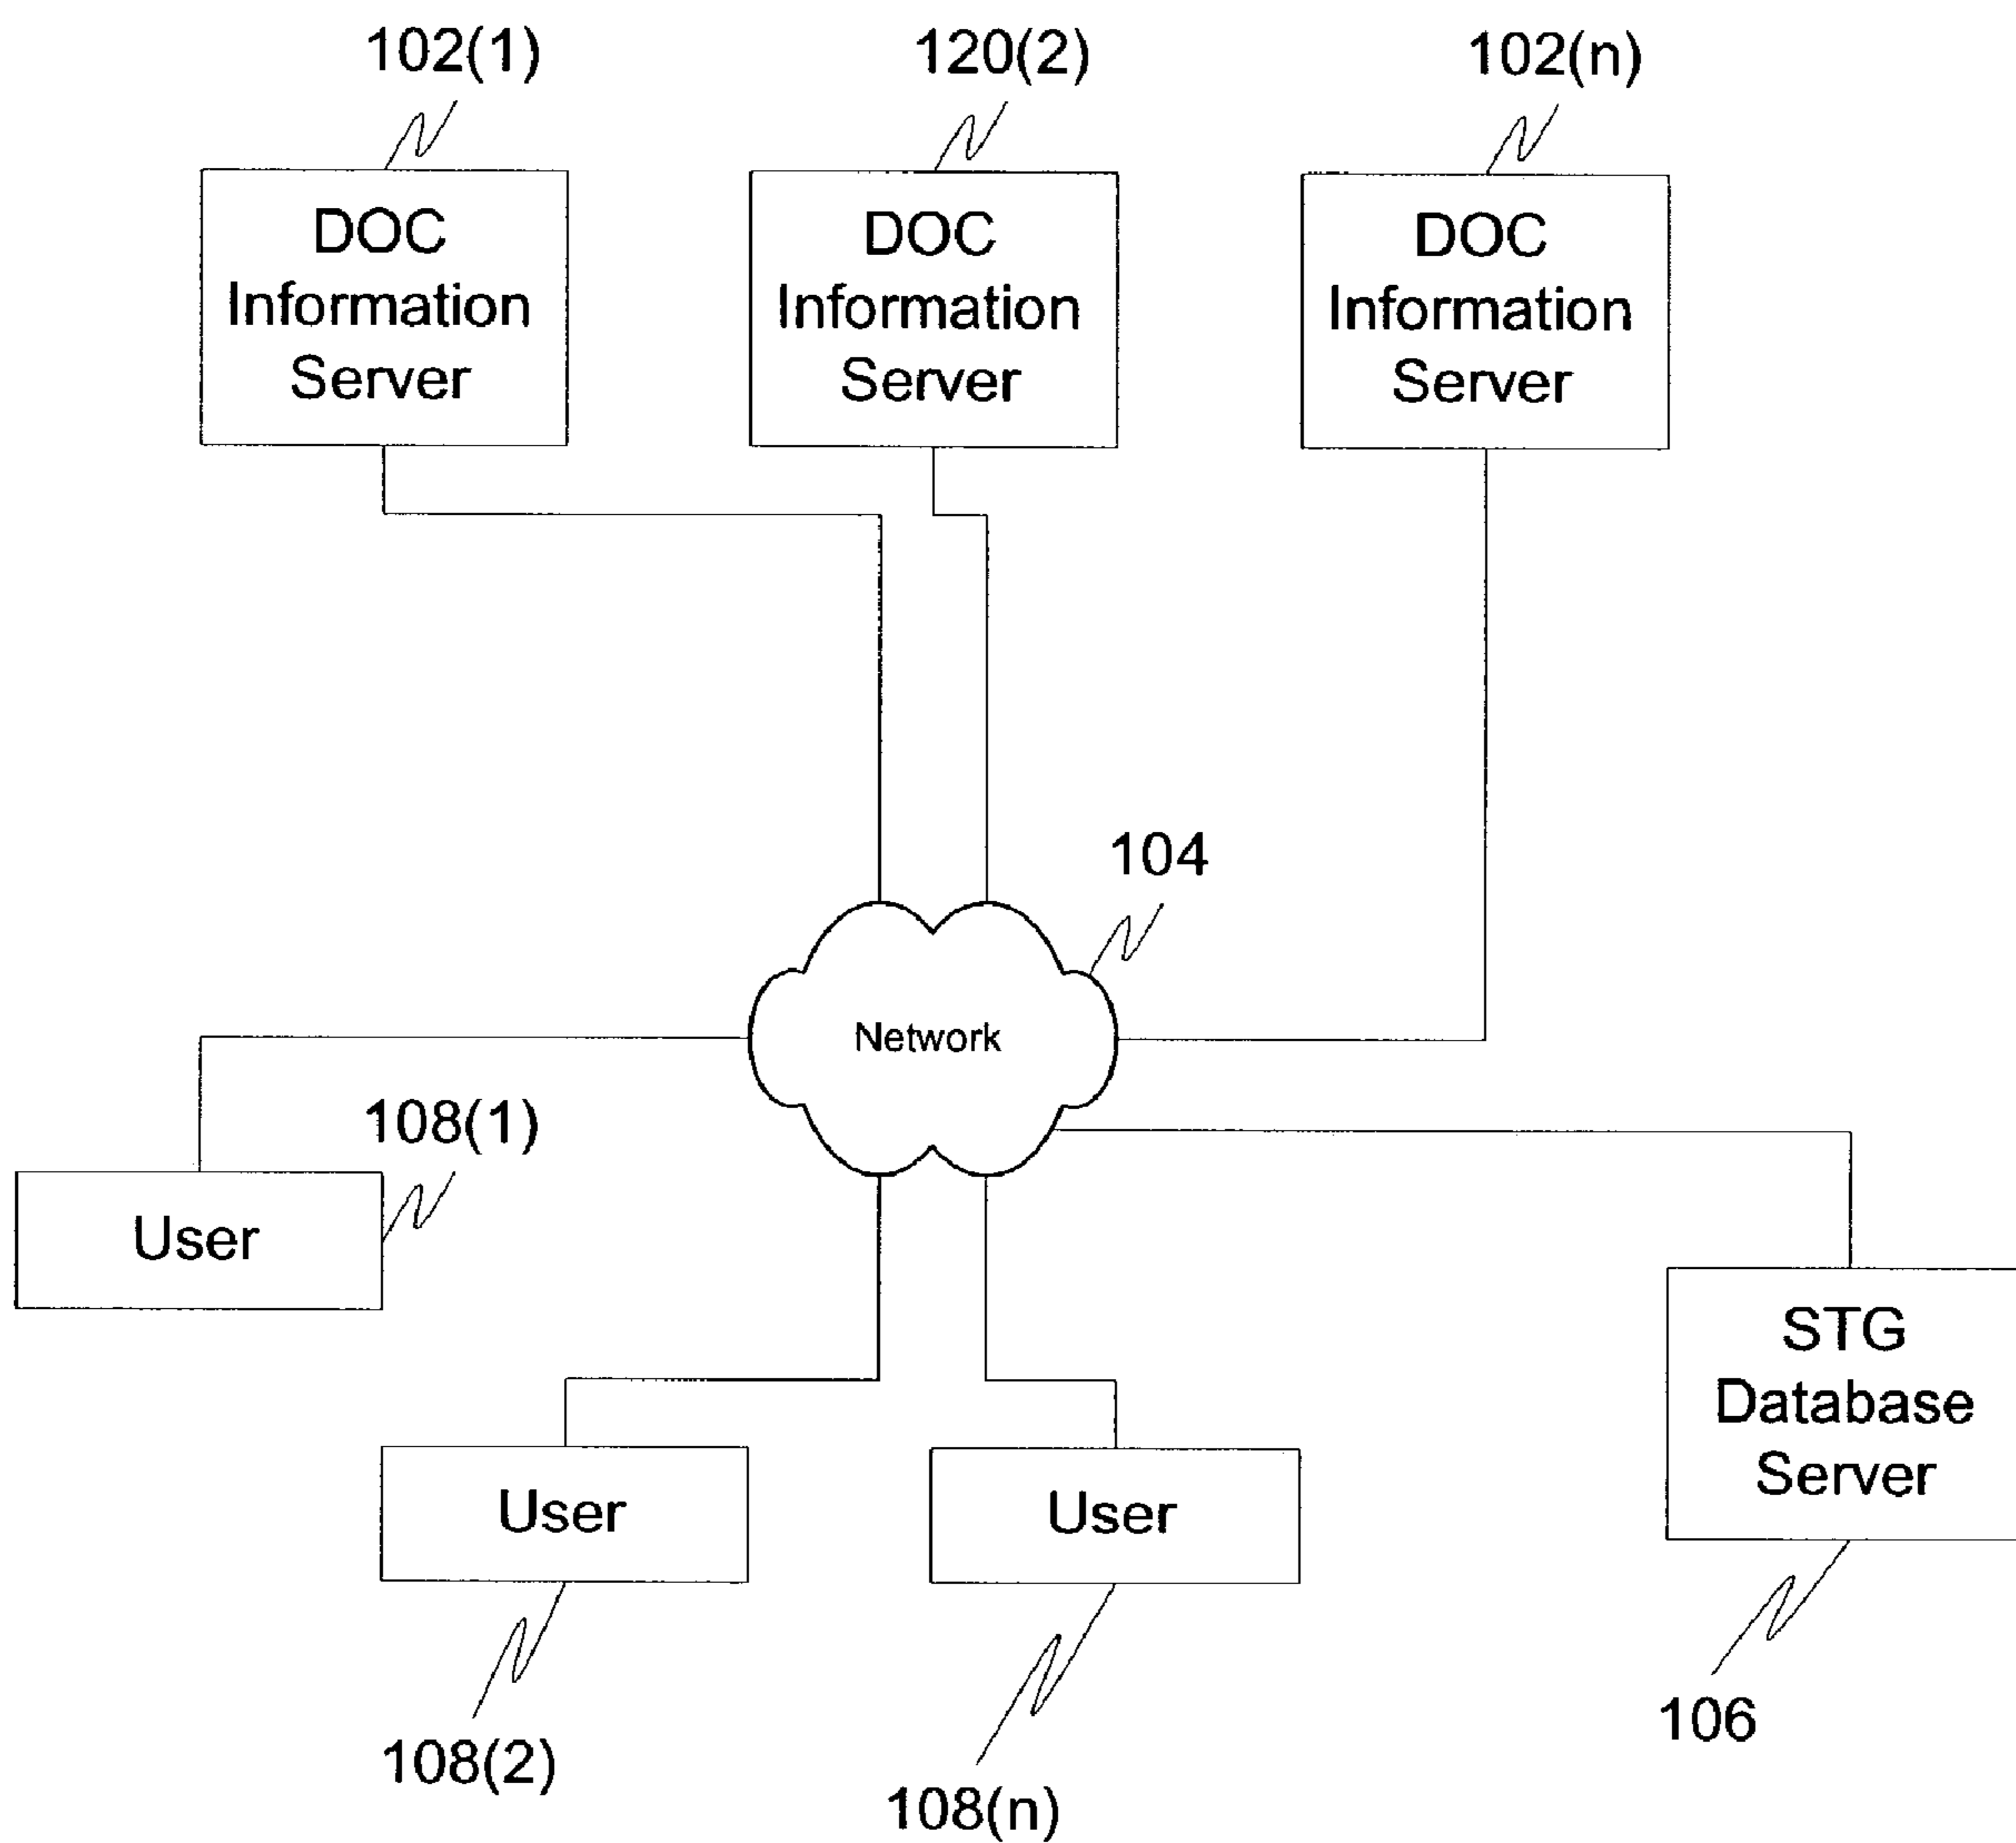 102(1)
120(2)
102(n)
DOC
Information
Server
DOC
Information
Server
DOC
Information
Server
104
Network
108(1)
User
STG
Database
Server
User
User
106
108(2)
108(n)